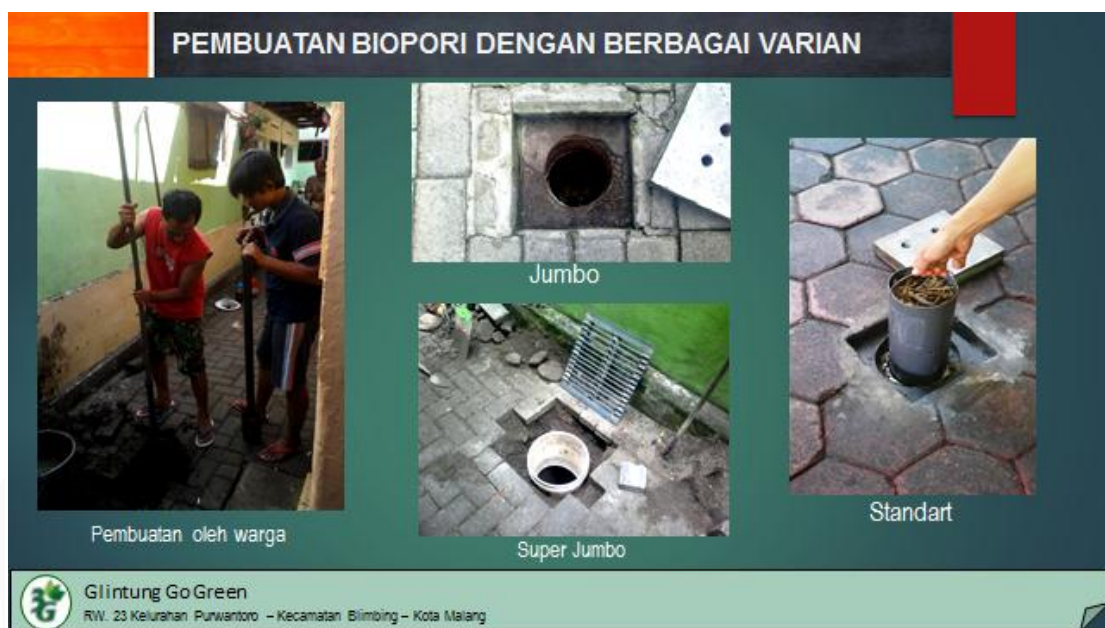 PEMBUATAN BIOPORI DENGAN BERBAGAI VARIAN
Jumbo
Standart
Pembuatan oleh warga
Super Jumbo
3G
Glintung Go Green
RW. 23 Kelurahan Purwantoro – Kecamatan Blimbing – Kota Malang